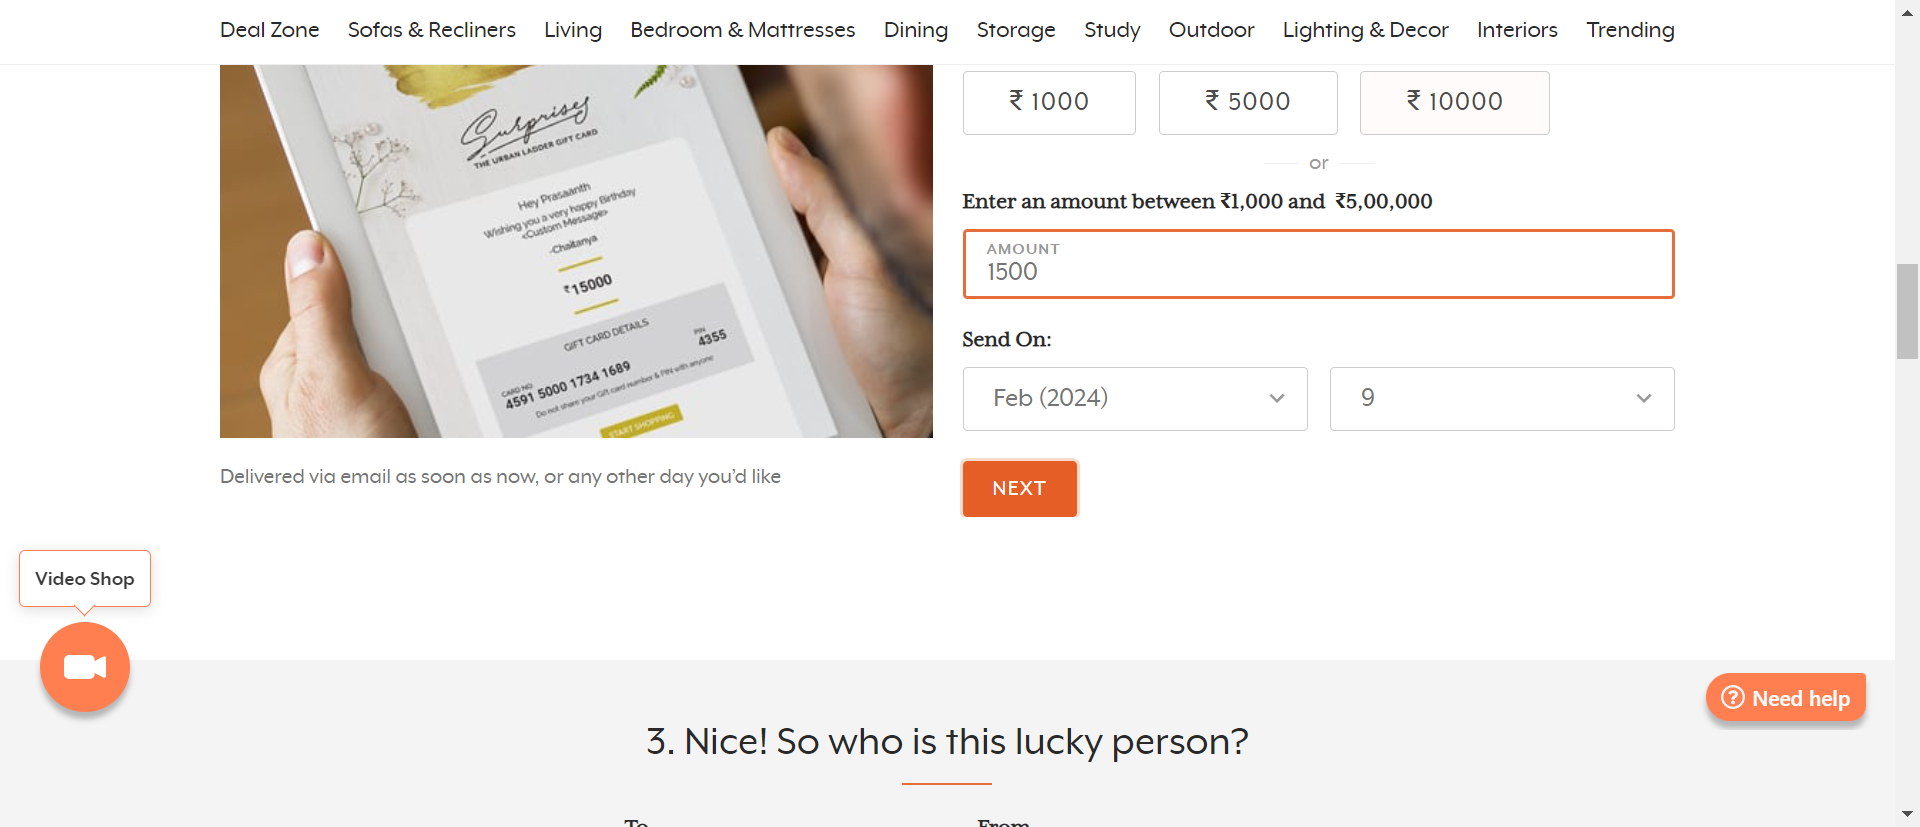 Deal Zone Sofas & Recliners Living Bedroom & Mattresses Dining Storage Study Outdoor Lighting & Decor Interiors Trending
Surprises
THE URBAN LADDER GIFT CARD
Hey Prasaanth
Wishing you a very happy Birthday
<Custom Message>
-Chaitanya
₹15000
GIFT CARD DETAILS
CARD NO.
4591 5000 1734 1689
PIN
4355
Do not share your Gift card number & PIN with anyone
START SHOPPING
Delivered via email as soon as now, or any other day you’d like
₹ 1000 ₹ 5000 ₹ 10000
or
Enter an amount between ₹1,000 and ₹5,00,000
AMOUNT
1500
Send On:
Feb (2024) 9
NEXT
Video Shop
Need help
3. Nice! So who is this lucky person?
To From